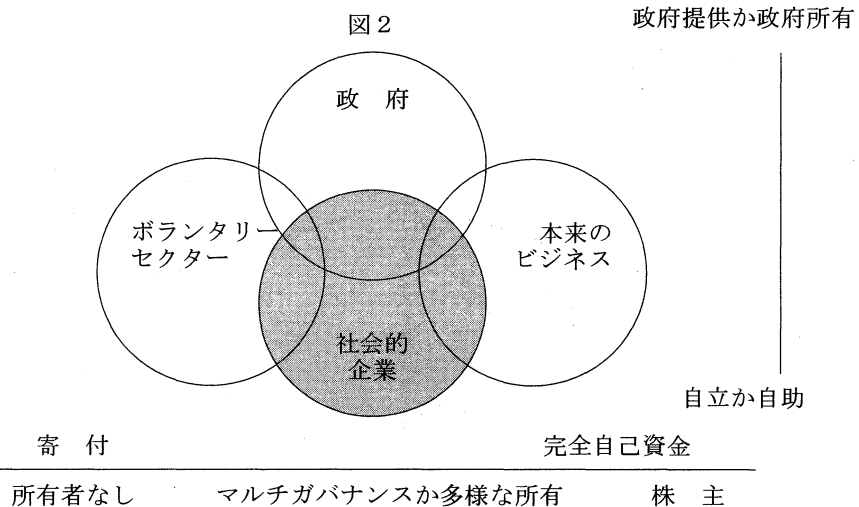 図２
政府提供か政府所有
政　府
ボランタリー
セクター
本来の
ビジネス
社会的
企業
自立か自助
寄　付
完全自己資金
所有者なし
マルチガバナンスか多様な所有
株　主